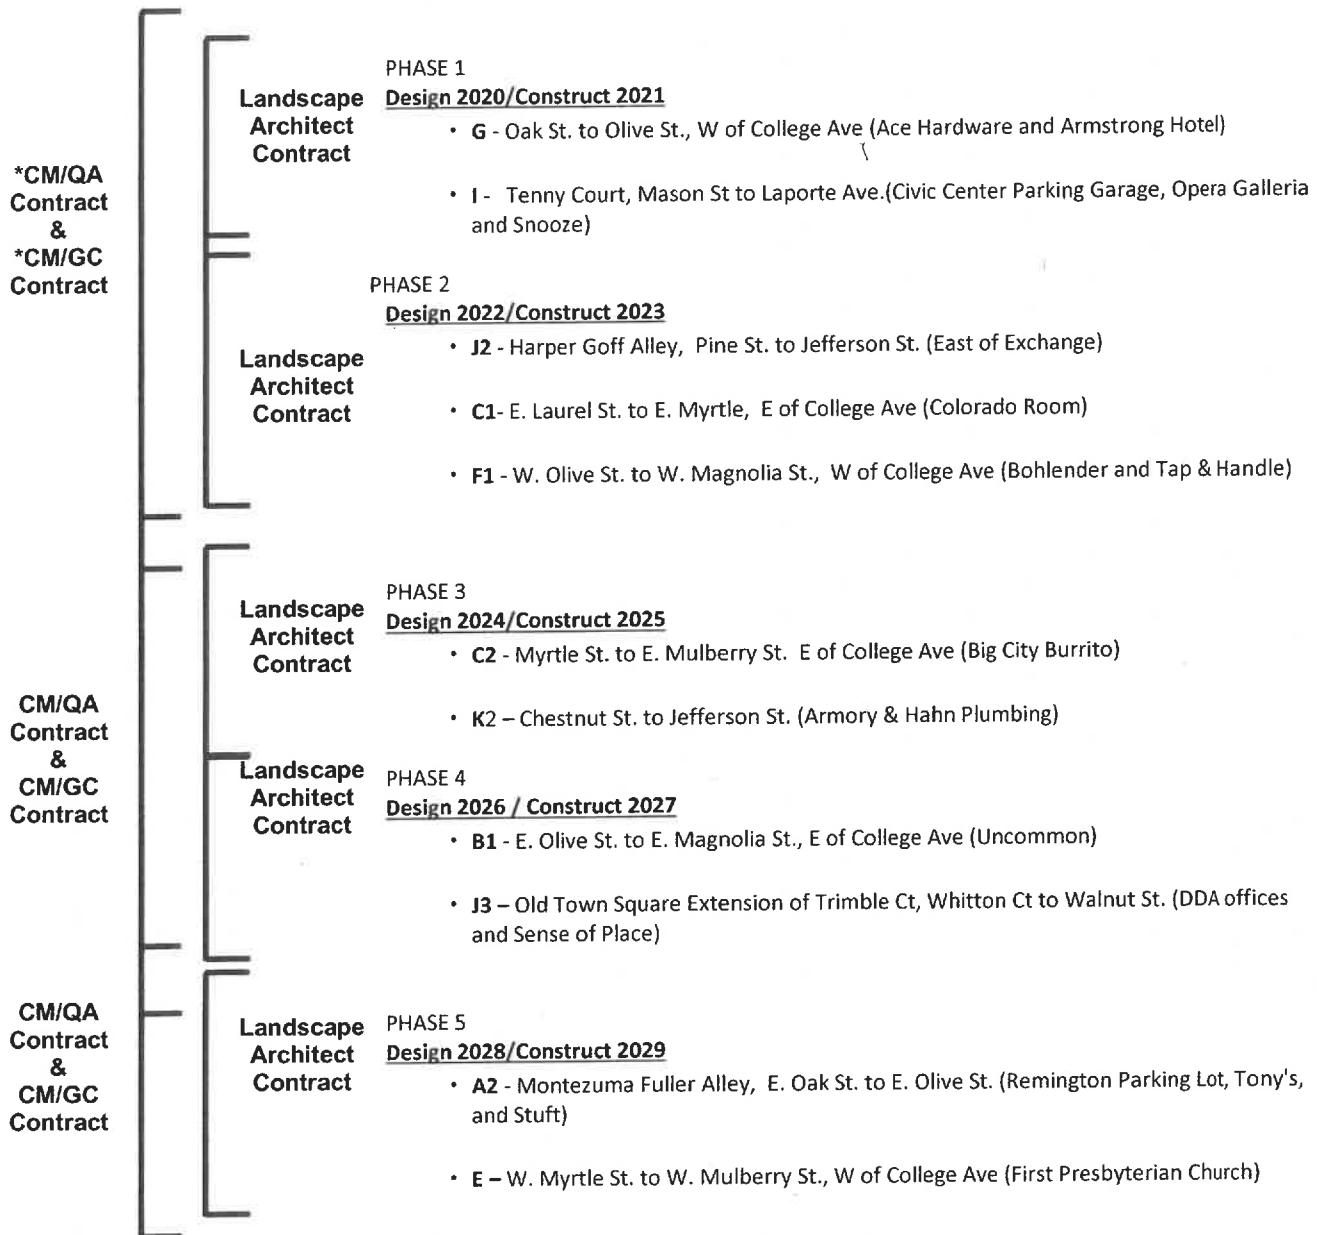 *CM/QA
Contract
&
*CM/GC
Contract
Landscape
Architect
Contract
PHASE 1
Design 2020/Construct 2021
• G - Oak St. to Olive St., W of College Ave (Ace Hardware and Armstrong Hotel)
• I - Tenny Court, Mason St to Laporte Ave.(Civic Center Parking Garage, Opera Galleria
and Snooze)
Landscape
Architect
Contract
PHASE 2
Design 2022/Construct 2023
• J2 - Harper Goff Alley, Pine St. to Jefferson St. (East of Exchange)
• C1- E. Laurel St. to E. Myrtle, E of College Ave (Colorado Room)
• F1 - W. Olive St. to W. Magnolia St., W of College Ave (Bohlender and Tap & Handle)
CM/QA
Contract
&
CM/GC
Contract
Landscape
Architect
Contract
PHASE 3
Design 2024/Construct 2025
• C2 - Myrtle St. to E. Mulberry St. E of College Ave (Big City Burrito)
• K2 – Chestnut St. to Jefferson St. (Armory & Hahn Plumbing)
Landscape
Architect
Contract
PHASE 4
Design 2026 / Construct 2027
• B1 - E. Olive St. to E. Magnolia St., E of College Ave (Uncommon)
• J3 – Old Town Square Extension of Trimble Ct, Whitton Ct to Walnut St. (DDA offices
and Sense of Place)
CM/QA
Contract
&
CM/GC
Contract
Landscape
Architect
Contract
PHASE 5
Design 2028/Construct 2029
• A2 - Montezuma Fuller Alley, E. Oak St. to E. Olive St. (Remington Parking Lot, Tony's,
and Stuft)
• E – W. Myrtle St. to W. Mulberry St., W of College Ave (First Presbyterian Church)